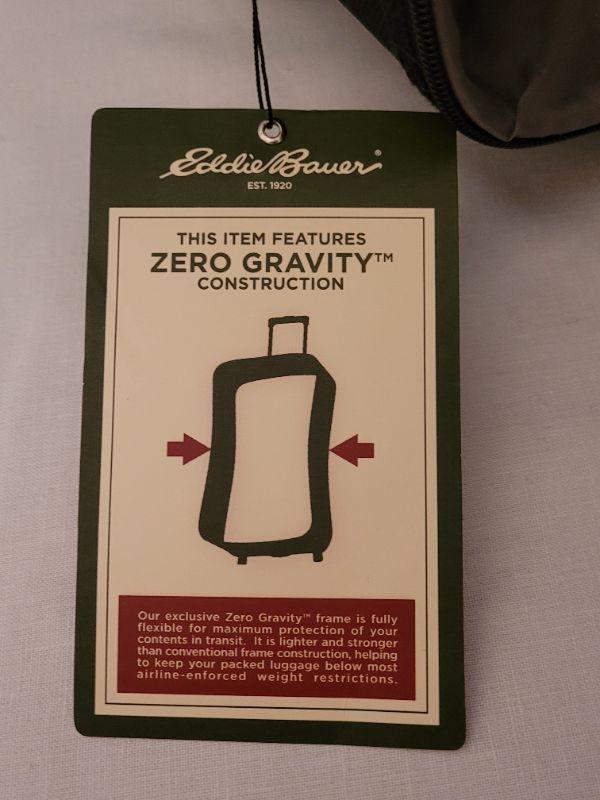 Eddie Bauer®
EST. 1920
THIS ITEM FEATURES
ZERO GRAVITY™
CONSTRUCTION
Our exclusive Zero Gravity™ frame is fully
flexible for maximum protection of your
contents in transit. It is lighter and stronger
than conventional frame construction, helping
to keep your packed luggage below most
airline-enforced weight restrictions.